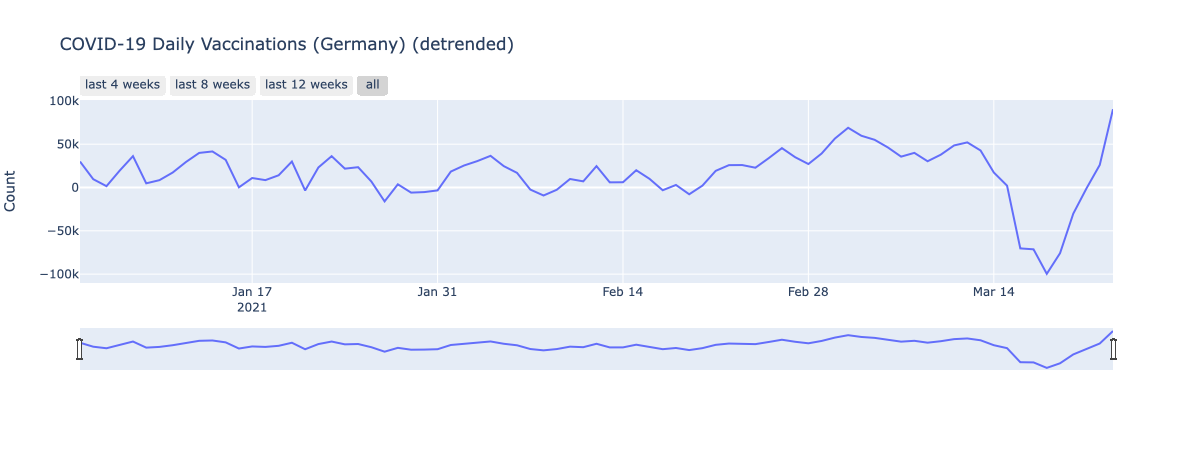 COVID-19 Daily Vaccinations (Germany) (detrended)
last 4 weeks last 8 weeks last 12 weeks all
100k
50k
0
−50k
−100k
Count
Jan 17 Jan 31 Feb 14 Feb 28 Mar 14
2021